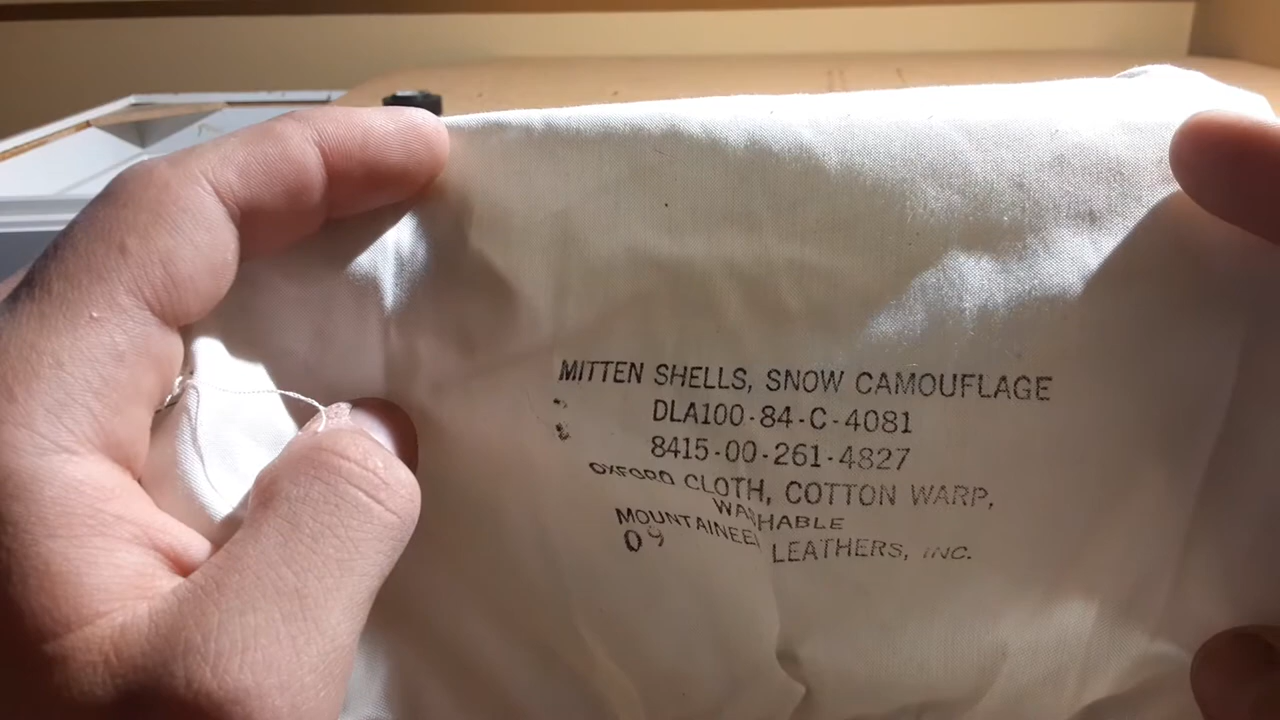 MITTEN SHELLS, SNOW CAMOUFLAGE
DLA100-84-C-4081
8415-00-261-4827
OXFORD CLOTH, COTTON WARP,
WASHABLE
MOUNTAINEER LEATHERS, INC.
09